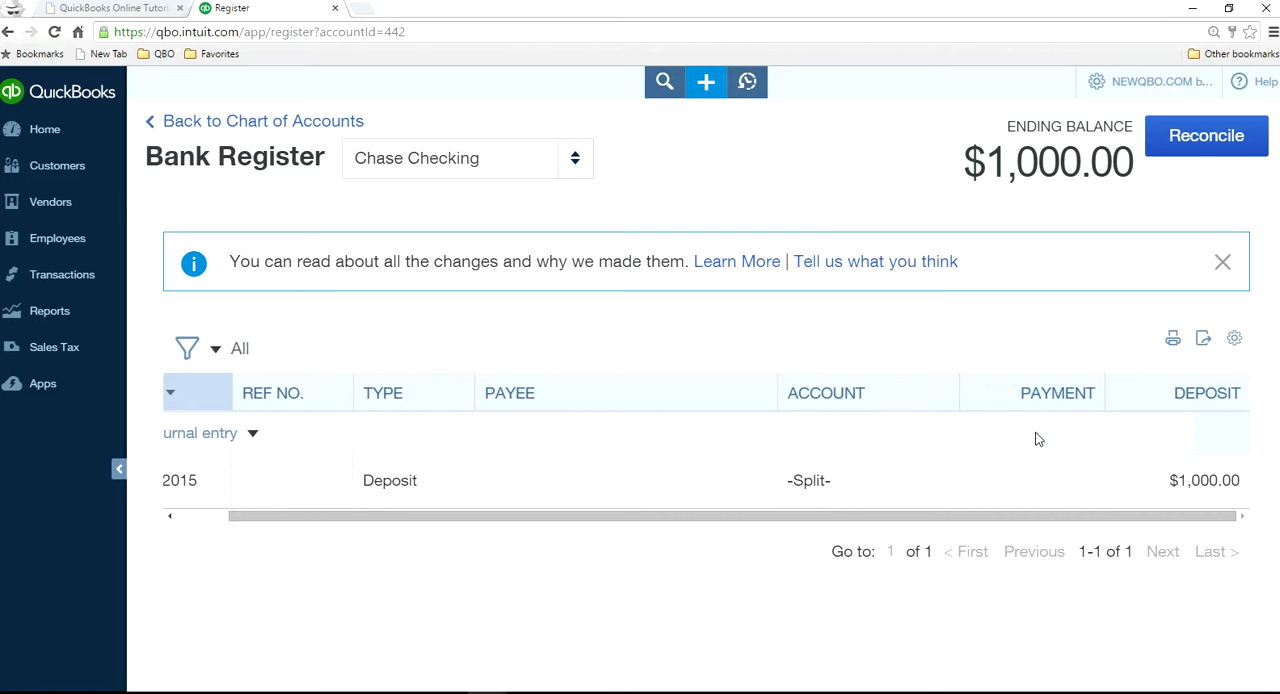 QuickBooks Online Tutori
Register
https://qbo.intuit.com/app/register?accountId=442
Bookmarks New Tab QBO Favorites Other bookmarks
qb QuickBooks
NEWQBO.COM b... Help
Home
Customers
Vendors
Employees
Transactions
Reports
Sales Tax
Apps
Back to Chart of Accounts
Bank Register Chase Checking
ENDING BALANCE
$1,000.00
Reconcile
You can read about all the changes and why we made them. Learn More | Tell us what you think
All
REF NO. TYPE PAYEE ACCOUNT PAYMENT DEPOSIT
urnal entry
2015 Deposit -Split- $1,000.00
Go to: 1 of 1 < First Previous 1-1 of 1 Next Last >